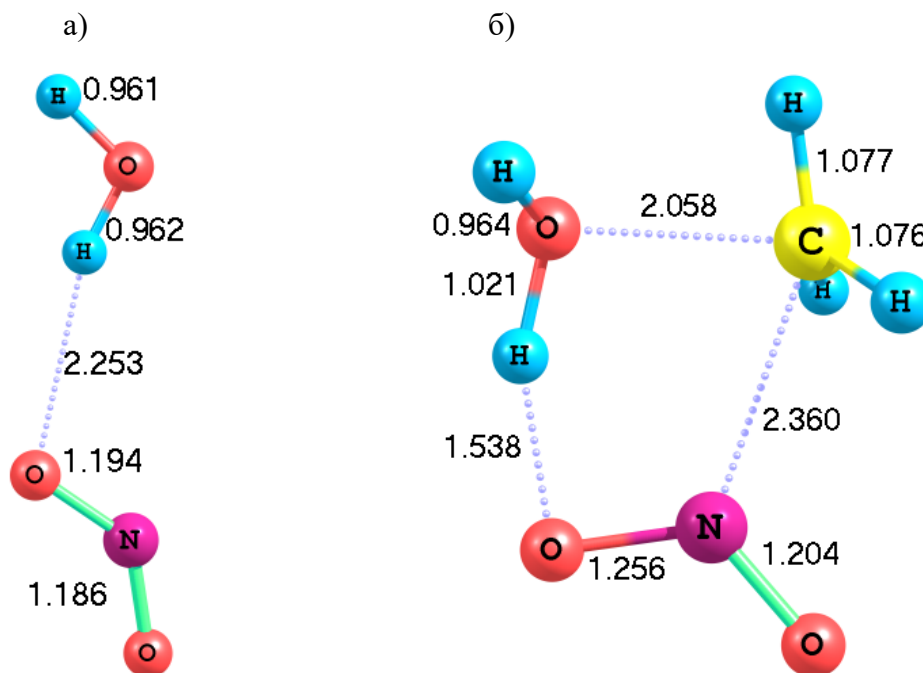 а) б)
H 0.961
H
O
1.077
H
2.058
0.962
0.964 O
C 1.076
H
1.021
H
H
H
2.253
2.360
1.538
1.194
O
N
N
O
1.256
1.204
1.186
O
O